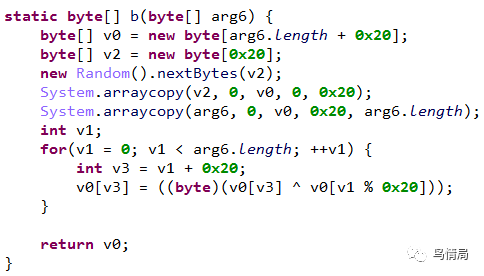 static byte[] b(byte[] arg6) {
    byte[] v0 = new byte[arg6.length + 0x20];
    byte[] v2 = new byte[0x20];
    new Random().nextBytes(v2);
    System.arraycopy(v2, 0, v0, 0, 0x20);
    System.arraycopy(arg6, 0, v0, 0x20, arg6.length);
    int v1;
    for(v1 = 0; v1 < arg6.length; ++v1) {
        int v3 = v1 + 0x20;
        v0[v3] = ((byte)(v0[v3] ^ v0[v1 % 0x20]));
    }

    return v0;
}
鸟情局